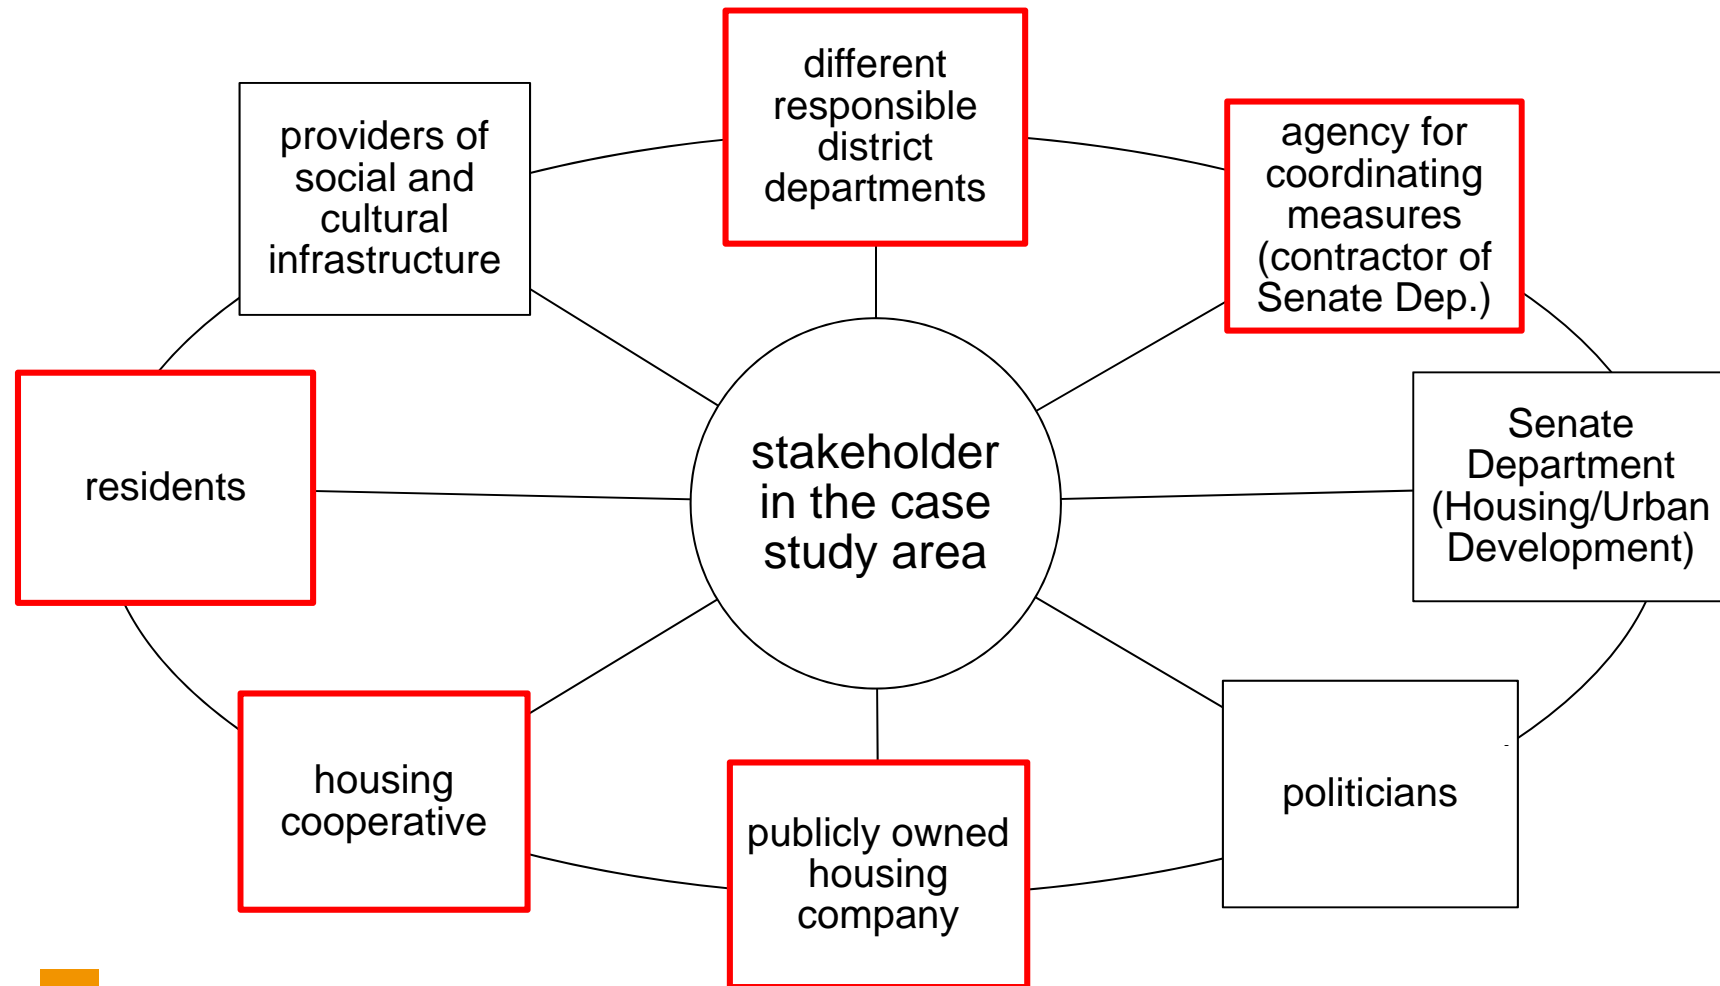 different
responsible
district
departments
agency for
coordinating
measures
(contractor of
Senate Dep.)
Senate
Department
(Housing/Urban
Development)
politicians
publicly owned
housing
company
housing
cooperative
residents
providers of
social and
cultural
infrastructure
stakeholder
in the case
study area